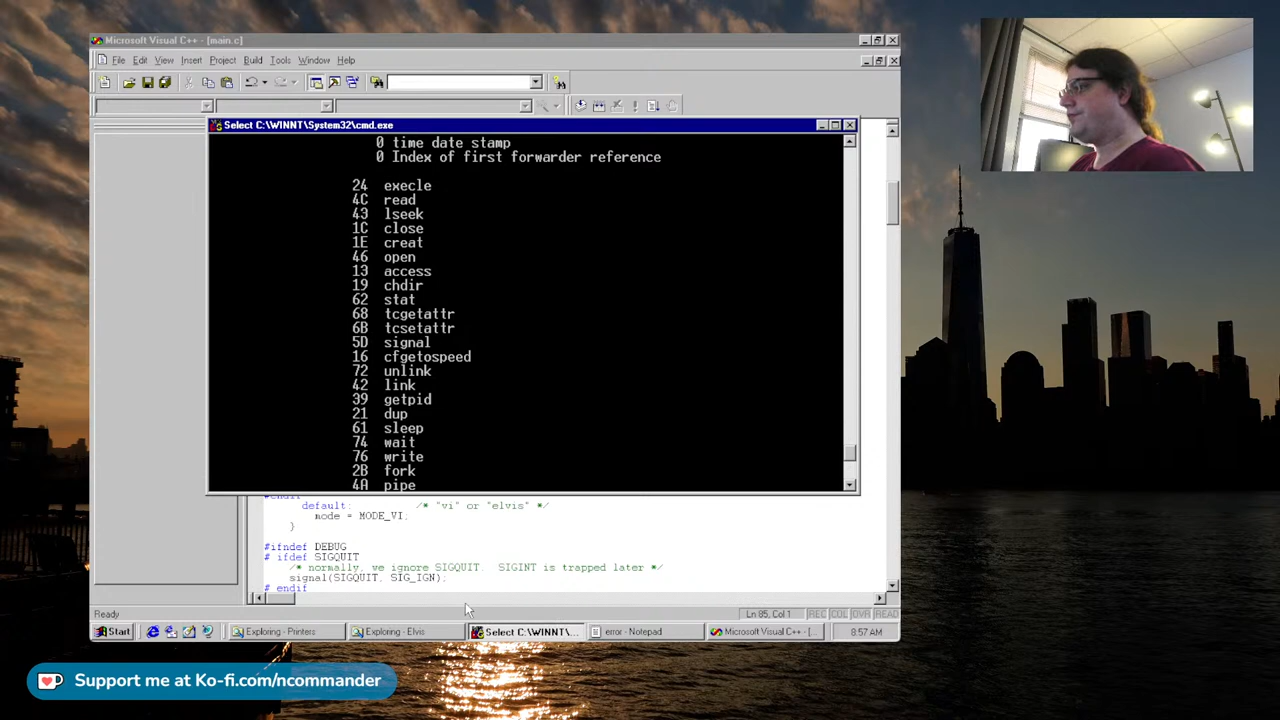 Microsoft Visual C++ - [main.c]
File Edit View Insert Project Build Tools Window Help
Select C:\WINNT\System32\cmd.exe
0 time date stamp
0 Index of first forwarder reference
24 execle
4C read
43 lseek
1C close
1E creat
46 open
13 access
19 chdir
62 stat
68 tcgetattr
6B tcsetattr
5D signal
16 cfgetospeed
72 unlink
42 link
39 getpid
21 dup
61 sleep
74 wait
76 write
2B fork
4A pipe
#endif
default: /* "vi" or "elvis" */
mode = MODE_VI;
}
#ifndef DEBUG
# ifdef SIGQUIT
/* normally, we ignore SIGQUIT. SIGINT is trapped later */
signal(SIGQUIT, SIG_IGN);
# endif
Ready Ln 85, Col 1 REC COL OVR READ
Start Exploring - Printers Exploring - Elvis Select C:\WINNT\... error - Notepad Microsoft Visual C++ - [... 8:57 AM
Support me at Ko-fi.com/ncommander